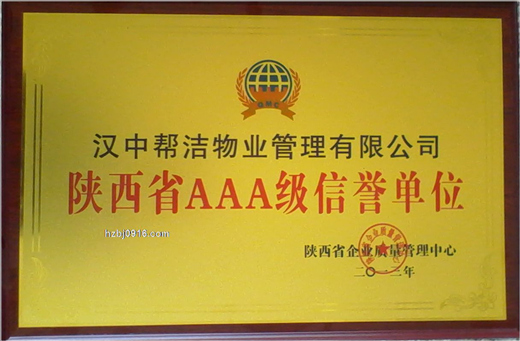 汉中帮洁物业管理有限公司
陕西省AAA级信誉单位
hzbj0916.com
陕西省企业质量管理中心
二〇一二年